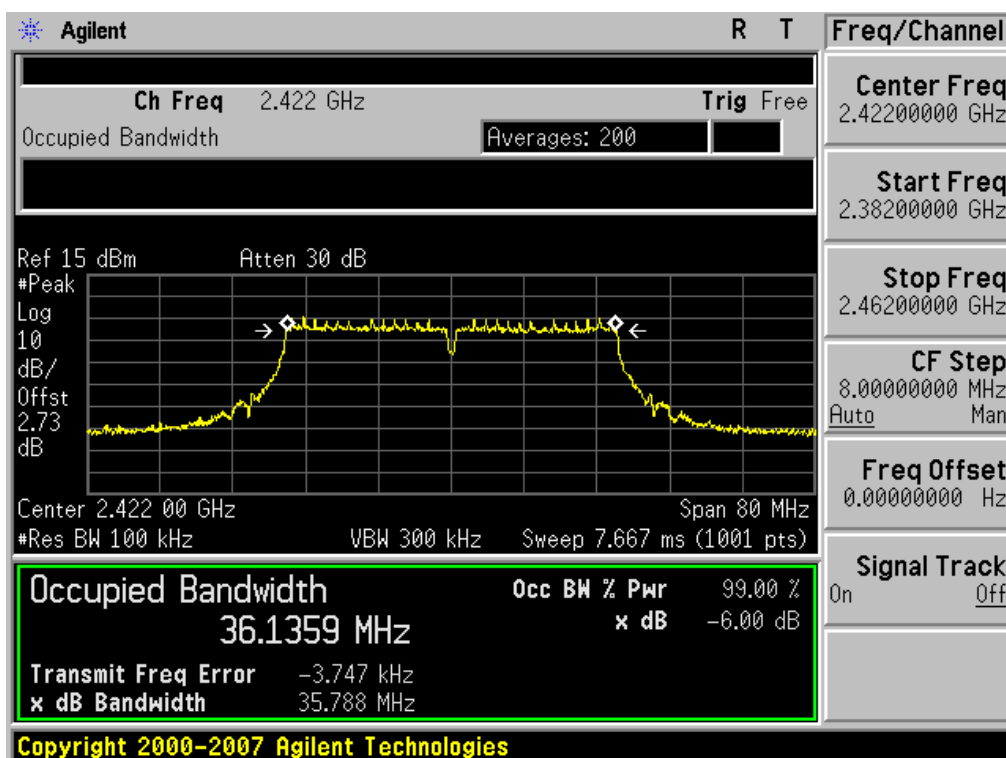 Agilent R T
Freq/Channel
Ch Freq 2.422 GHz Trig Free
Occupied Bandwidth Averages: 200
Ref 15 dBm Atten 30 dB
#Peak
Log
10
dB/
Offst
2.73
dB
Center 2.422 00 GHz Span 80 MHz
#Res BW 100 kHz VBW 300 kHz Sweep 7.667 ms (1001 pts)
Occupied Bandwidth Occ BW % Pwr 99.00 %
36.1359 MHz x dB -6.00 dB
Transmit Freq Error -3.747 kHz
x dB Bandwidth 35.788 MHz
Copyright 2000-2007 Agilent Technologies
Center Freq
2.42200000 GHz
Start Freq
2.38200000 GHz
Stop Freq
2.46200000 GHz
CF Step
8.00000000 MHz
Auto Man
Freq Offset
0.00000000 Hz
Signal Track
On Off